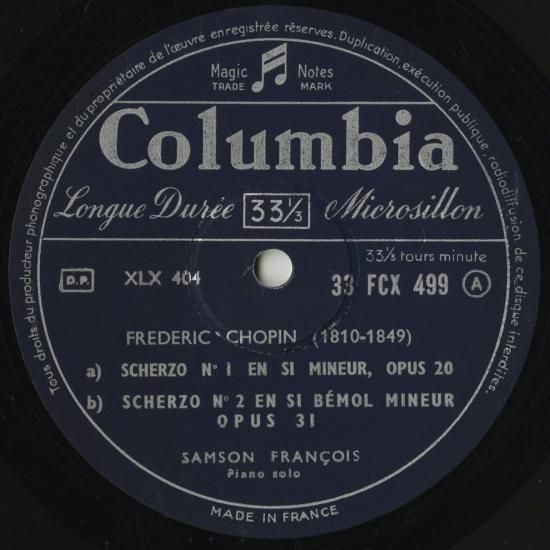 Tous droits du producteur phonographique et du propriétaire de l'œuvre enregistrée réservés. Duplication, exécution publique, radiodiffusion de ce disque interdites.
Magic Notes
TRADE MARK
Columbia
Longue Durée 33⅓ Microsillon
33⅓ tours minute
D.P. XLX 404 33 FCX 499 A
FREDERIC CHOPIN (1810-1849)
a) SCHERZO N° 1 EN SI MINEUR, OPUS 20
b) SCHERZO N° 2 EN SI BÉMOL MINEUR
OPUS 31
SAMSON FRANÇOIS
Piano solo
MADE IN FRANCE